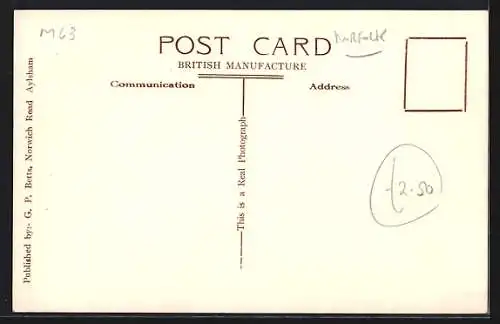 M63
POST CARD
Norfolk
BRITISH MANUFACTURE
Communication
Address
This is a Real Photograph
Published by:- G. P. Betts, Norwich Road Aylsham
£2-50